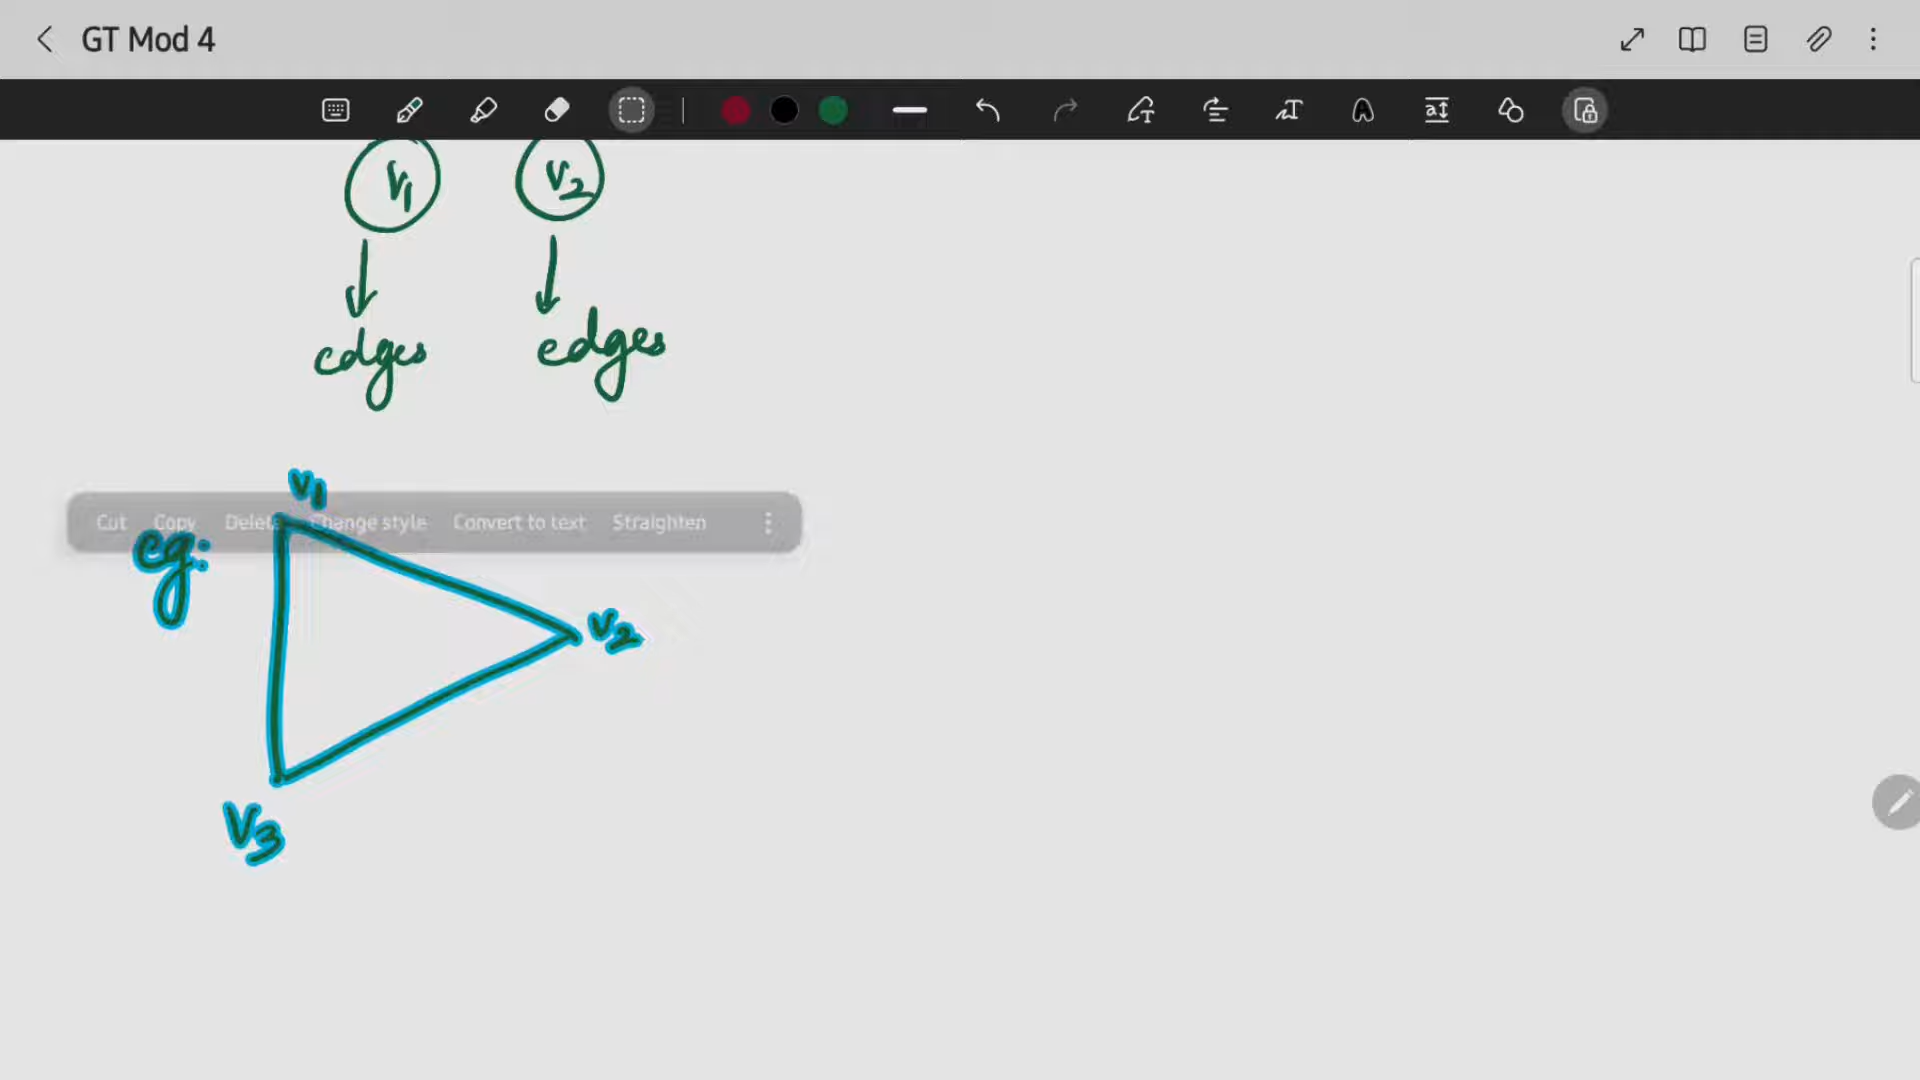 GT Mod 4
V1 V2
edges edges
V1
Cut Copy Delete Change style Convert to text Straighten
eg:
V2
V3